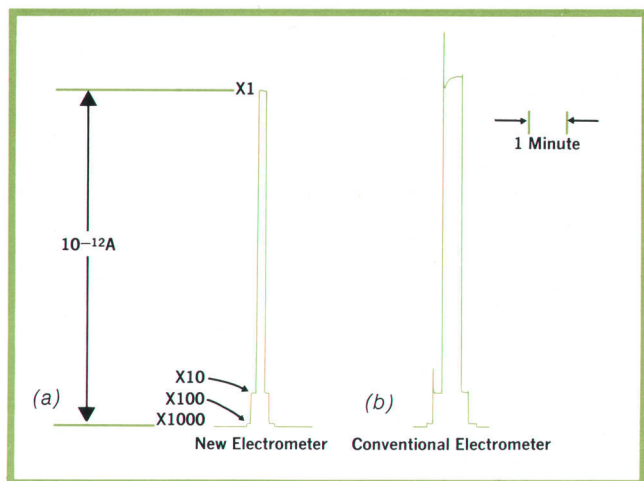 X1
1 Minute
10⁻¹²A
X10
X100
X1000
(a)
(b)
New Electrometer
Conventional Electrometer